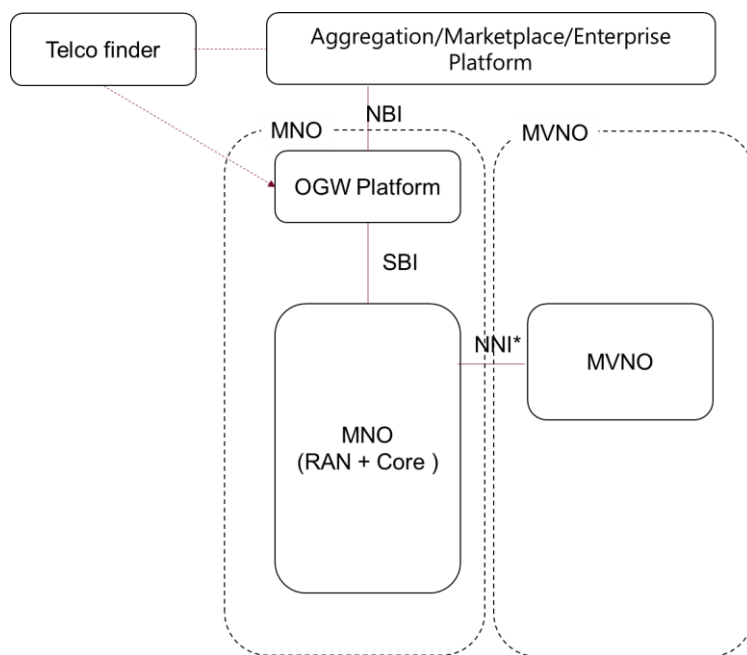 Telco finder
Aggregation/Marketplace/Enterprise
Platform
NBI
MNO
MVNO
OGW Platform
SBI
NNI*
MVNO
MNO
(RAN + Core )